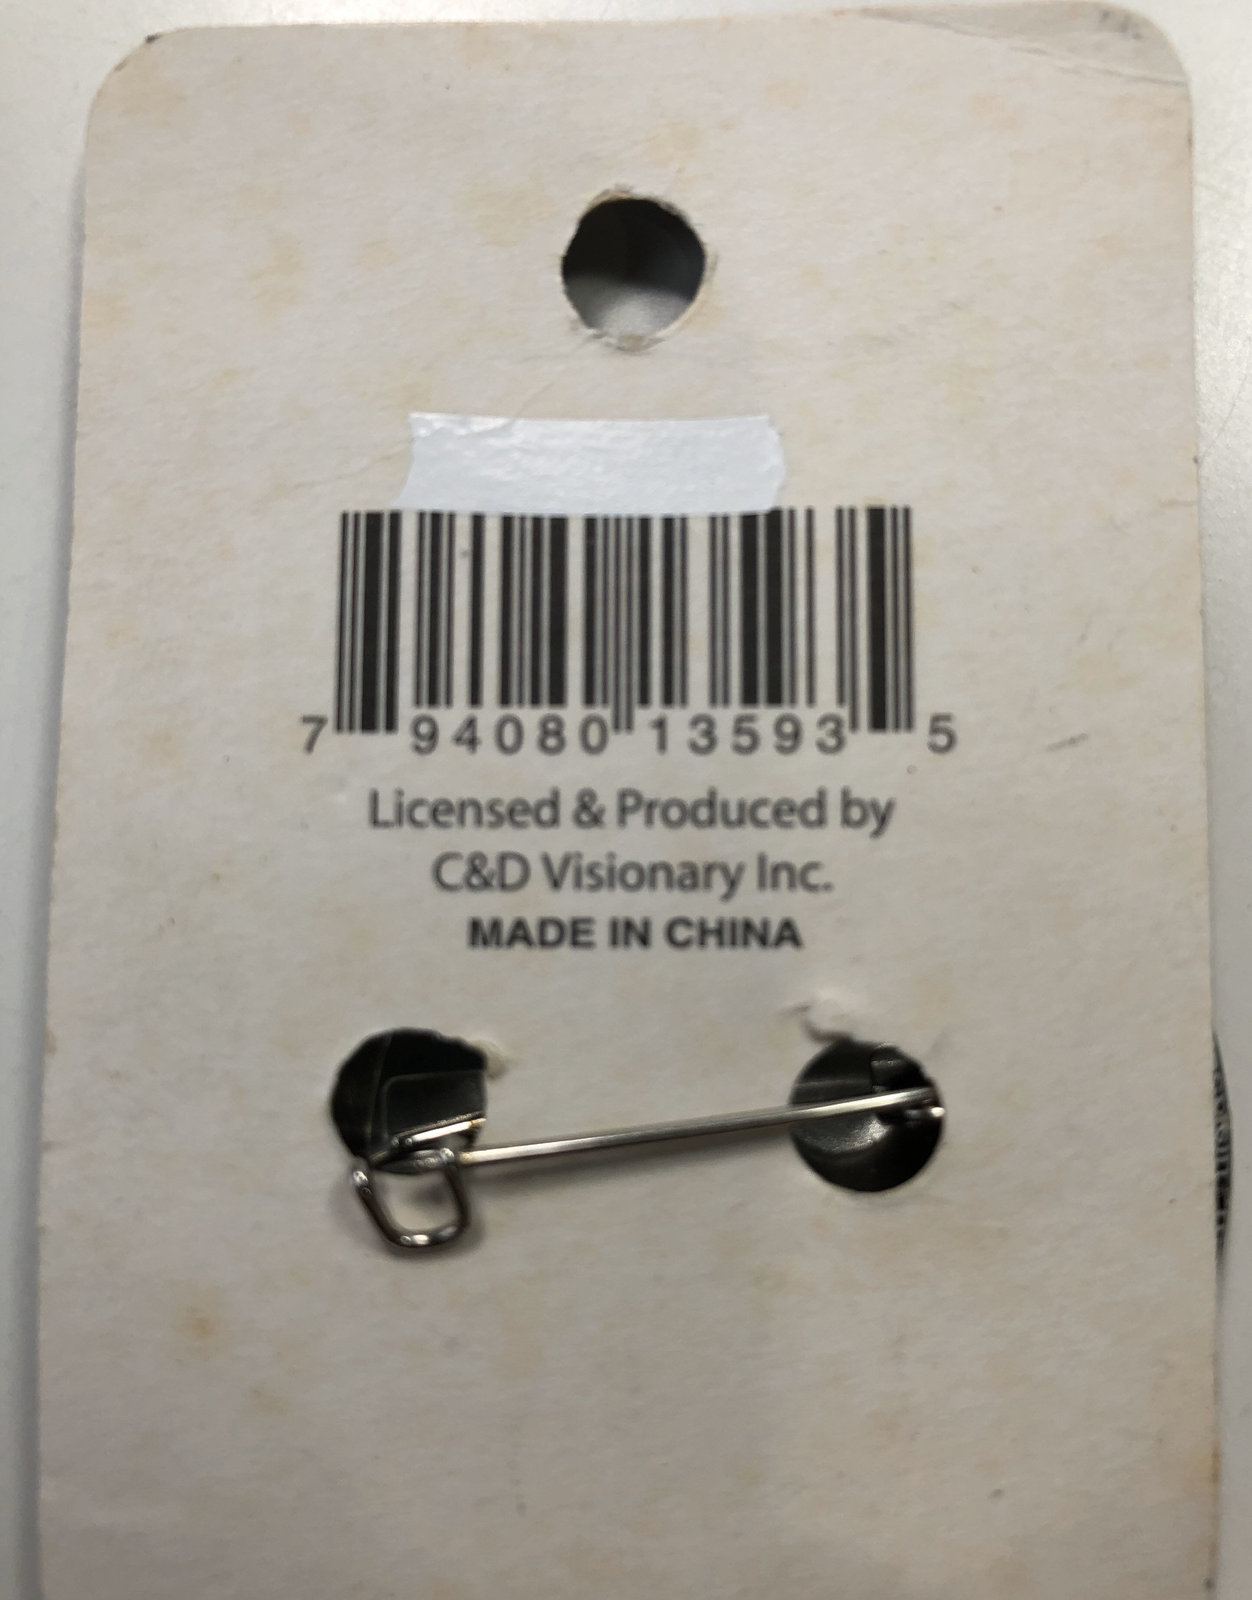 7 94080 13593 5
Licensed & Produced by
C&D Visionary Inc.
MADE IN CHINA